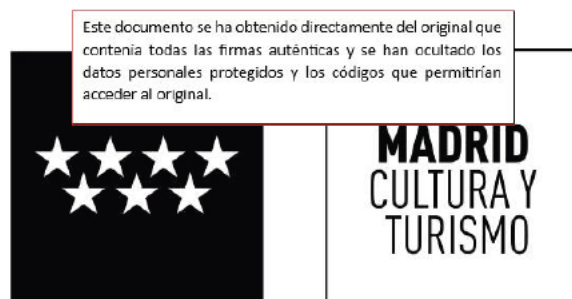 Este documento se ha obtenido directamente del original que
contenía todas las firmas auténticas y se han ocultado los
datos personales protegidos y los códigos que permitirían
acceder al original.
MADRID
CULTURA Y
TURISMO